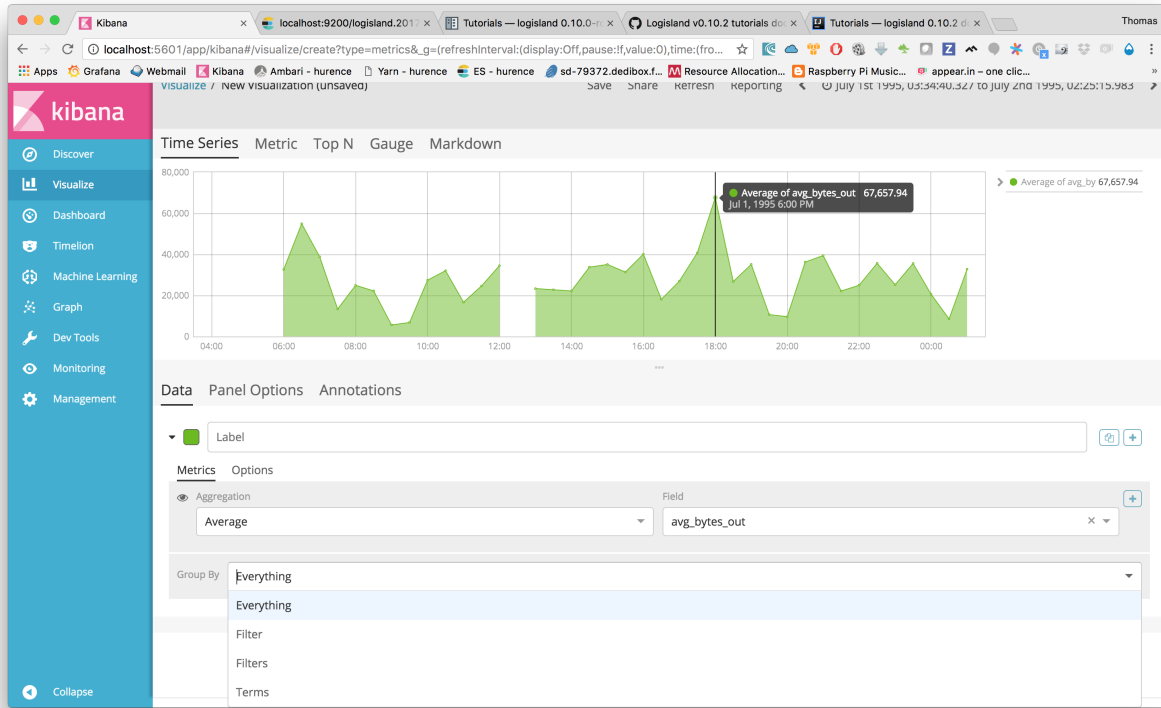 Kibana
localhost:9200/logisland.201
Tutorials — logisland 0.10.0-r
Logisland v0.10.2 tutorials do
Tutorials — logisland 0.10.2 d
Thomas
localhost:5601/app/kibana#/visualize/create?type=metrics&_g=(refreshInterval:(display:Off,pause:!f,value:0),time:(fro...
Apps Grafana Webmail Kibana Ambari - hurence Yarn - hurence ES - hurence sd-79372.dedibox.f... Resource Allocation... Raspberry Pi Music... appear.in – one clic... »
kibana
Visualize / New Visualization (unsaved)
Save Share Refresh Reporting July 1st 1995, 03:34:40.327 to July 2nd 1995, 02:25:15.983
Discover
Visualize
Dashboard
Timelion
Machine Learning
Graph
Dev Tools
Monitoring
Management
Collapse
Time Series Metric Top N Gauge Markdown
80,000
60,000
40,000
20,000
0
04:00 06:00 08:00 10:00 12:00 14:00 16:00 18:00 20:00 22:00 00:00
Average of avg_bytes_out 67,657.94
Jul 1, 1995 6:00 PM
Average of avg_by 67,657.94
Data Panel Options Annotations
Label
Metrics Options
Aggregation
Average
Field
avg_bytes_out
Group By
Everything
Everything
Filter
Filters
Terms